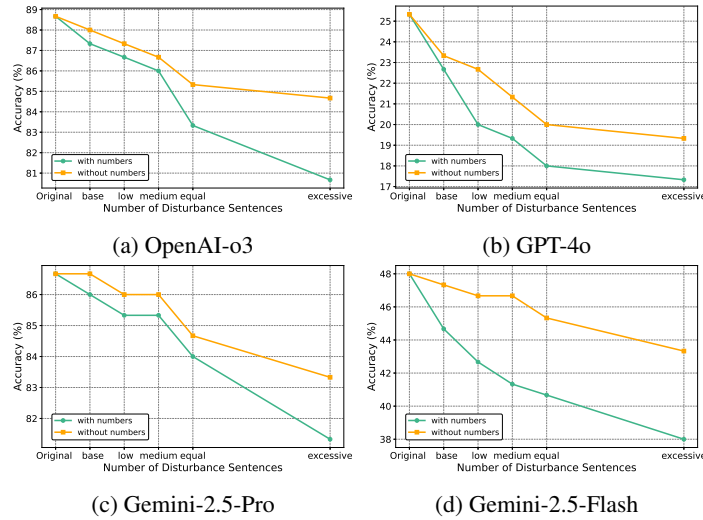 89
88
87
86
85
84
83
82
81
Accuracy (%)
with numbers
without numbers
Original base low medium equal excessive
Number of Disturbance Sentences
(a) OpenAI-o3
25
24
23
22
21
20
19
18
17
Accuracy (%)
with numbers
without numbers
Original base low medium equal excessive
Number of Disturbance Sentences
(b) GPT-4o
86
85
84
83
82
Accuracy (%)
with numbers
without numbers
Original base low medium equal excessive
Number of Disturbance Sentences
(c) Gemini-2.5-Pro
48
46
44
42
40
38
Accuracy (%)
with numbers
without numbers
Original base low medium equal excessive
Number of Disturbance Sentences
(d) Gemini-2.5-Flash